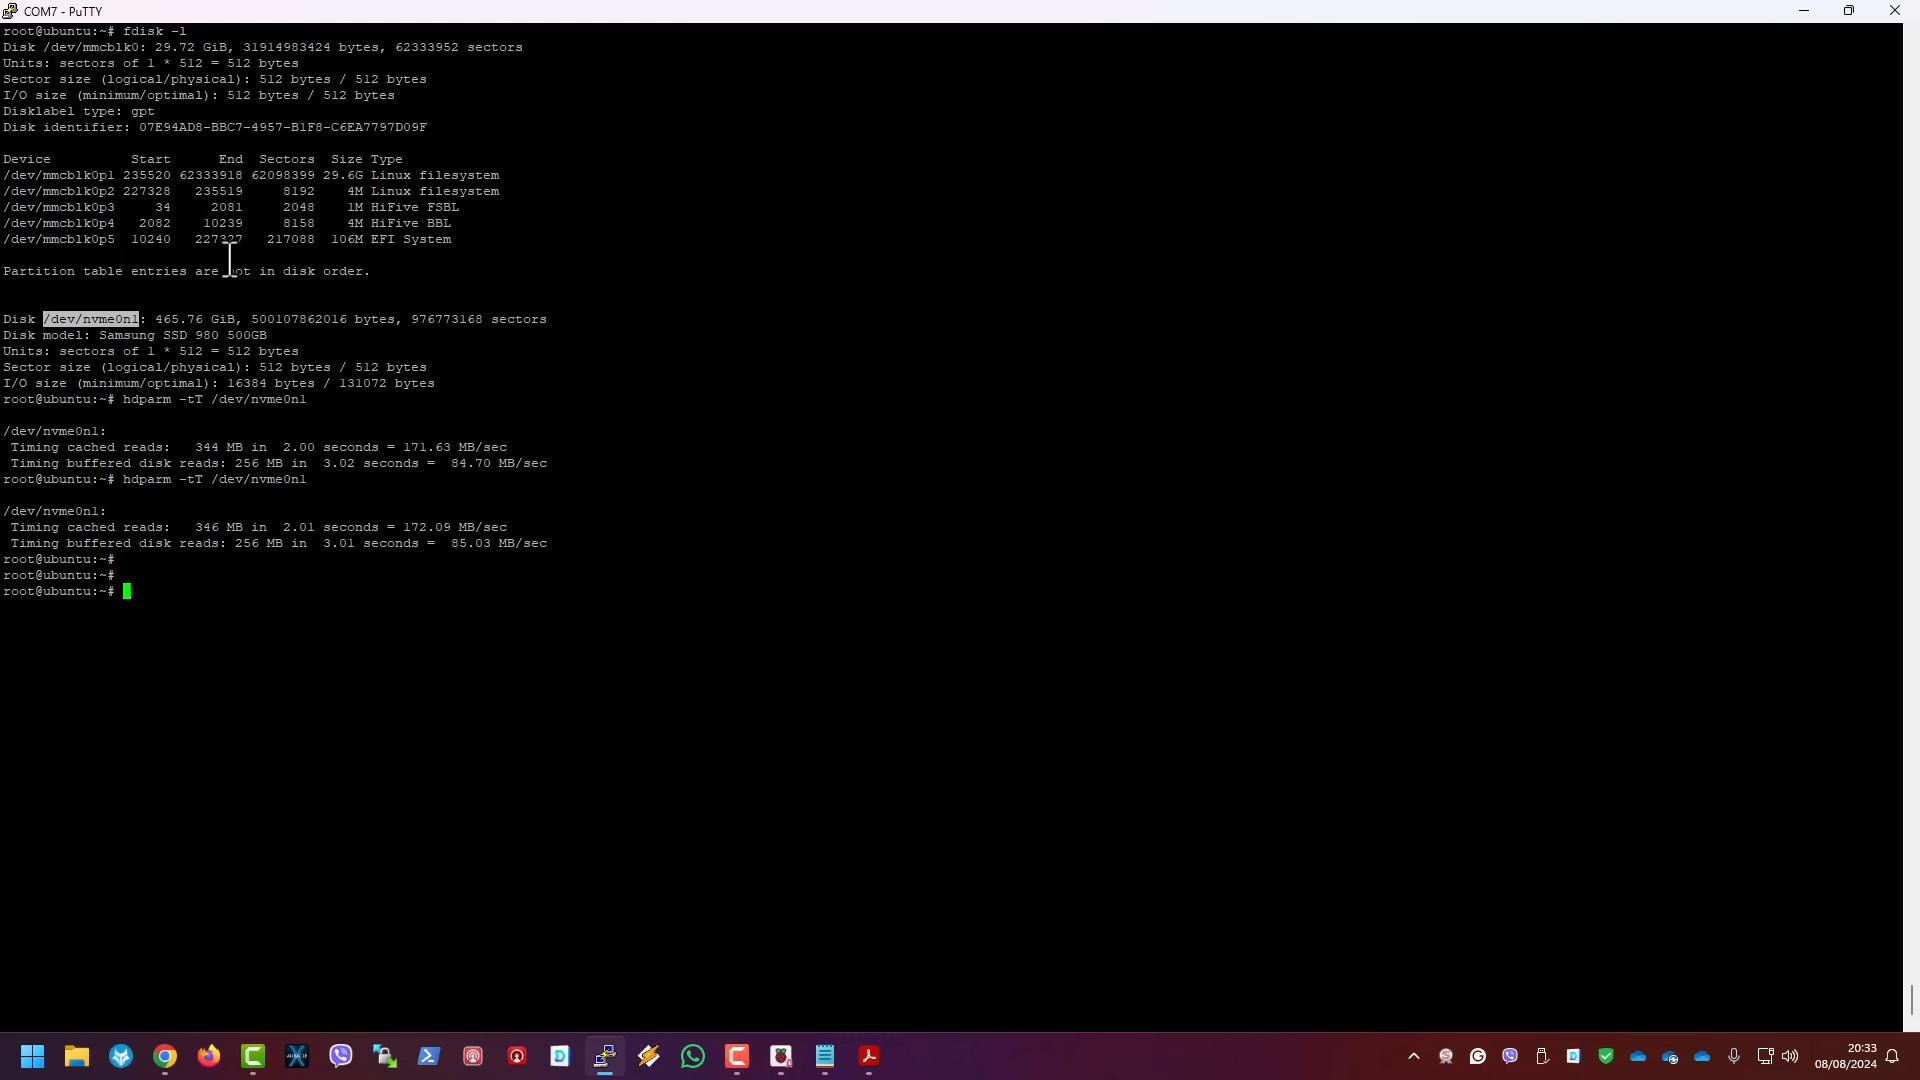 COM7 - PuTTY
root@ubuntu:~# fdisk -l
Disk /dev/mmcblk0: 29.72 GiB, 31914983424 bytes, 62333952 sectors
Units: sectors of 1 * 512 = 512 bytes
Sector size (logical/physical): 512 bytes / 512 bytes
I/O size (minimum/optimal): 512 bytes / 512 bytes
Disklabel type: gpt
Disk identifier: 07E94AD8-BBC7-4957-B1F8-C6EA7797D09F
Device Start End Sectors Size Type
/dev/mmcblk0p1 235520 62333918 62098399 29.6G Linux filesystem
/dev/mmcblk0p2 227328 235519 8192 4M Linux filesystem
/dev/mmcblk0p3 34 2081 2048 1M HiFive FSBL
/dev/mmcblk0p4 2082 10239 8158 4M HiFive BBL
/dev/mmcblk0p5 10240 227327 217088 106M EFI System
Partition table entries are not in disk order.
Disk /dev/nvme0n1: 465.76 GiB, 500107862016 bytes, 976773168 sectors
Disk model: Samsung SSD 980 500GB
Units: sectors of 1 * 512 = 512 bytes
Sector size (logical/physical): 512 bytes / 512 bytes
I/O size (minimum/optimal): 16384 bytes / 131072 bytes
root@ubuntu:~# hdparm -tT /dev/nvme0n1
/dev/nvme0n1:
Timing cached reads: 344 MB in 2.00 seconds = 171.63 MB/sec
Timing buffered disk reads: 256 MB in 3.02 seconds = 84.70 MB/sec
root@ubuntu:~# hdparm -tT /dev/nvme0n1
/dev/nvme0n1:
Timing cached reads: 346 MB in 2.01 seconds = 172.09 MB/sec
Timing buffered disk reads: 256 MB in 3.01 seconds = 85.03 MB/sec
root@ubuntu:~#
root@ubuntu:~#
root@ubuntu:~#
20:33
08/08/2024